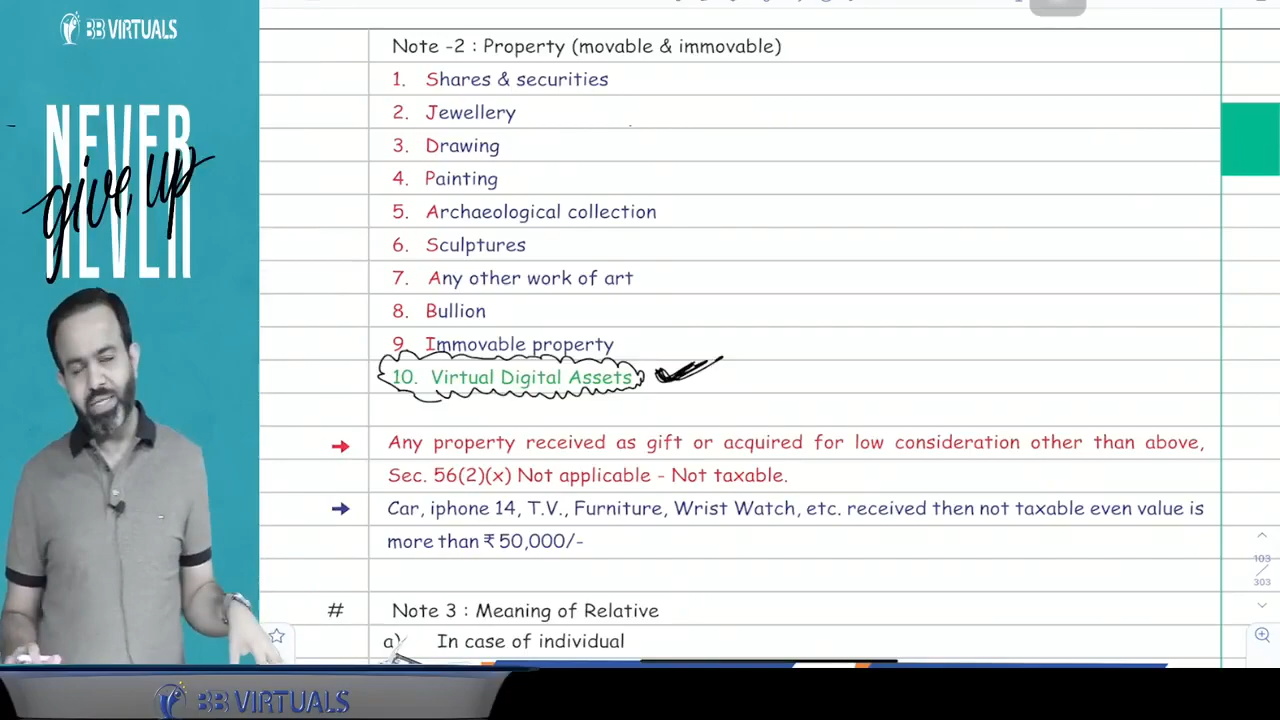 BB VIRTUALS
NEVER
give up
NEVER
Note -2 : Property (movable & immovable)
1. Shares & securities
2. Jewellery
3. Drawing
4. Painting
5. Archaeological collection
6. Sculptures
7. Any other work of art
8. Bullion
9. Immovable property
10. Virtual Digital Assets
Any property received as gift or acquired for low consideration other than above,
Sec. 56(2)(x) Not applicable - Not taxable.
Car, iphone 14, T.V., Furniture, Wrist Watch, etc. received then not taxable even value is
more than ₹ 50,000/-
# Note 3 : Meaning of Relative
a) In case of individual
103
303
BB VIRTUALS